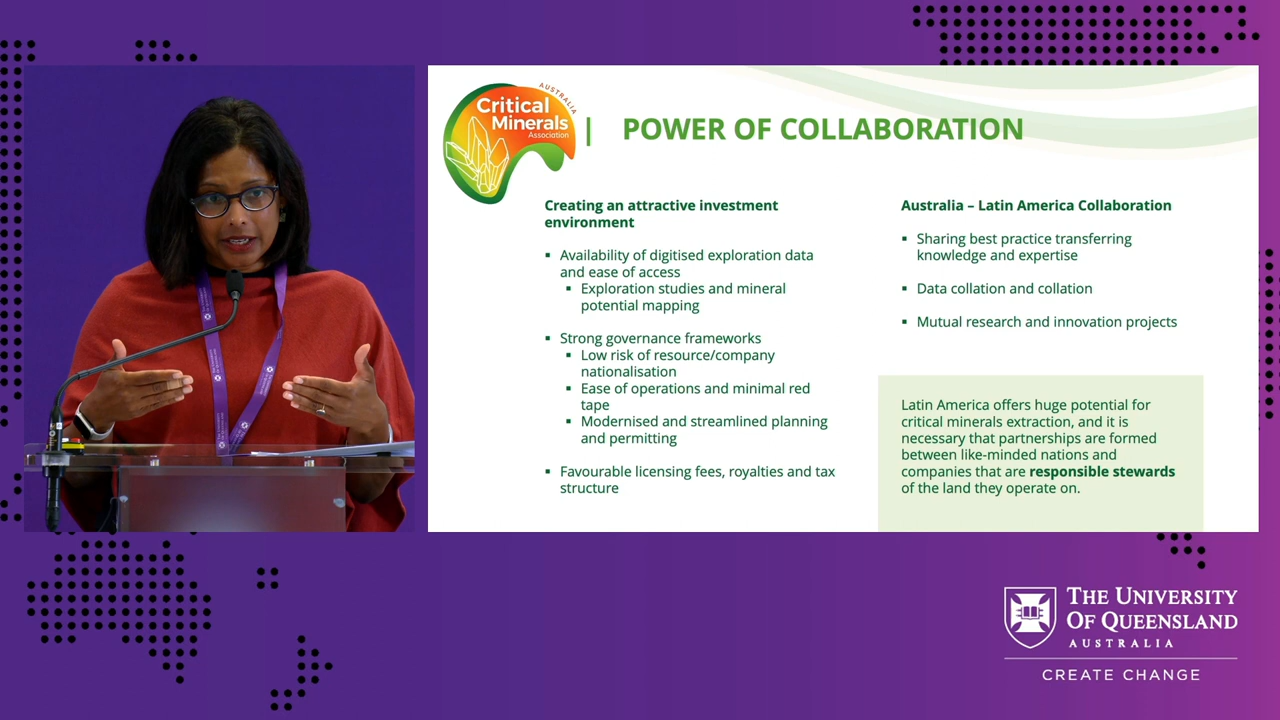 AUSTRALIA
Critical
Minerals
Association
| POWER OF COLLABORATION
Creating an attractive investment
environment
▪ Availability of digitised exploration data
and ease of access
▪ Exploration studies and mineral
potential mapping
▪ Strong governance frameworks
▪ Low risk of resource/company
nationalisation
▪ Ease of operations and minimal red
tape
▪ Modernised and streamlined planning
and permitting
▪ Favourable licensing fees, royalties and tax
structure
Australia – Latin America Collaboration
▪ Sharing best practice transferring
knowledge and expertise
▪ Data collation and collation
▪ Mutual research and innovation projects
Latin America offers huge potential for
critical minerals extraction, and it is
necessary that partnerships are formed
between like-minded nations and
companies that are responsible stewards
of the land they operate on.
THE UNIVERSITY
OF QUEENSLAND
AUSTRALIA
CREATE CHANGE